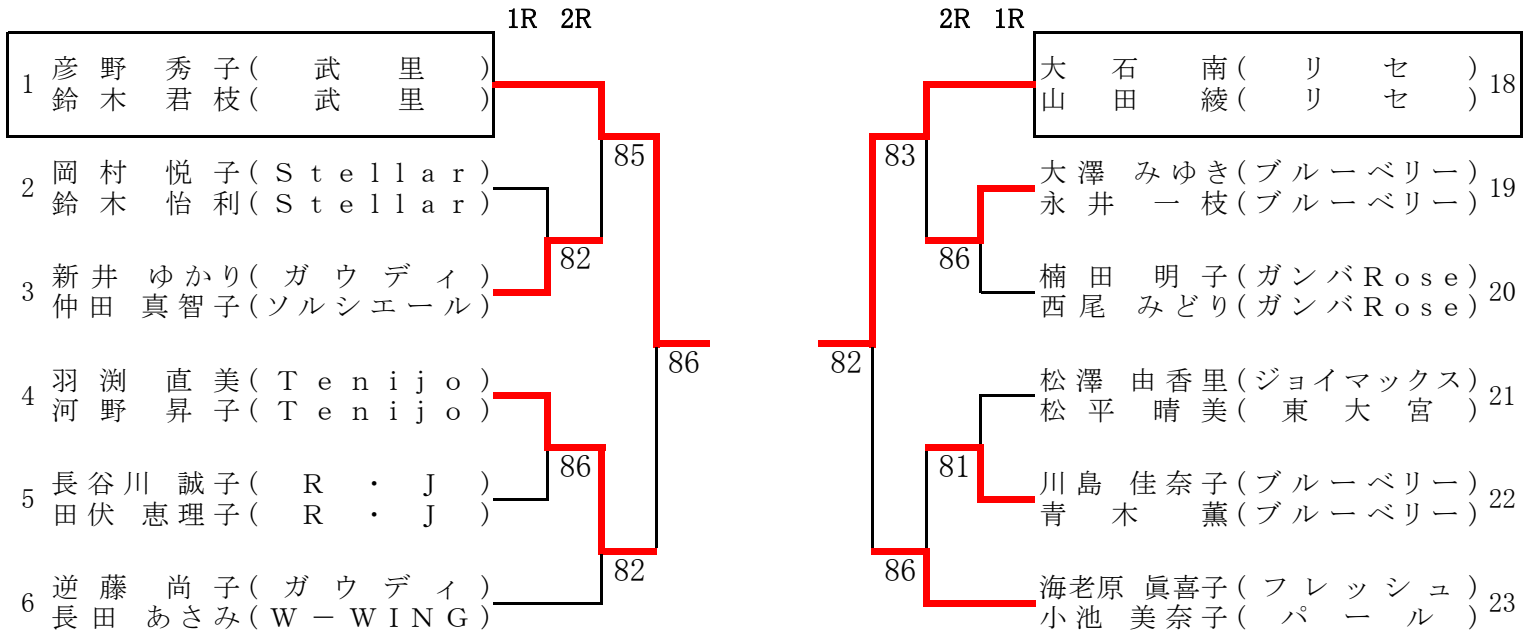 1R 2R
2R 1R
1
彦野 秀子(武里)
鈴木 君枝(武里)
2
岡村 悦子(Stellar)
鈴木 怡利(Stellar)
3
新井 ゆかり(ガウディ)
仲田 真智子(ソルシエール)
4
羽渕 直美(Tenijo)
河野 昇子(Tenijo)
5
長谷川 誠子(R・J)
田伏 恵理子(R・J)
6
逆藤 尚子(ガウディ)
長田 あさみ(W－WING)
85
82
86
86
82
大石 南(リセ)
山田 綾(リセ)
18
大澤 みゆき(ブルーベリー)
永井 一枝(ブルーベリー)
19
楠田 明子(ガンバRose)
西尾 みどり(ガンバRose)
20
松澤 由香里(ジョイマックス)
松平 晴美(東大宮)
21
川島 佳奈子(ブルーベリー)
青木 薫(ブルーベリー)
22
海老原 眞喜子(フレッシュ)
小池 美奈子(パール)
23
83
86
82
81
86